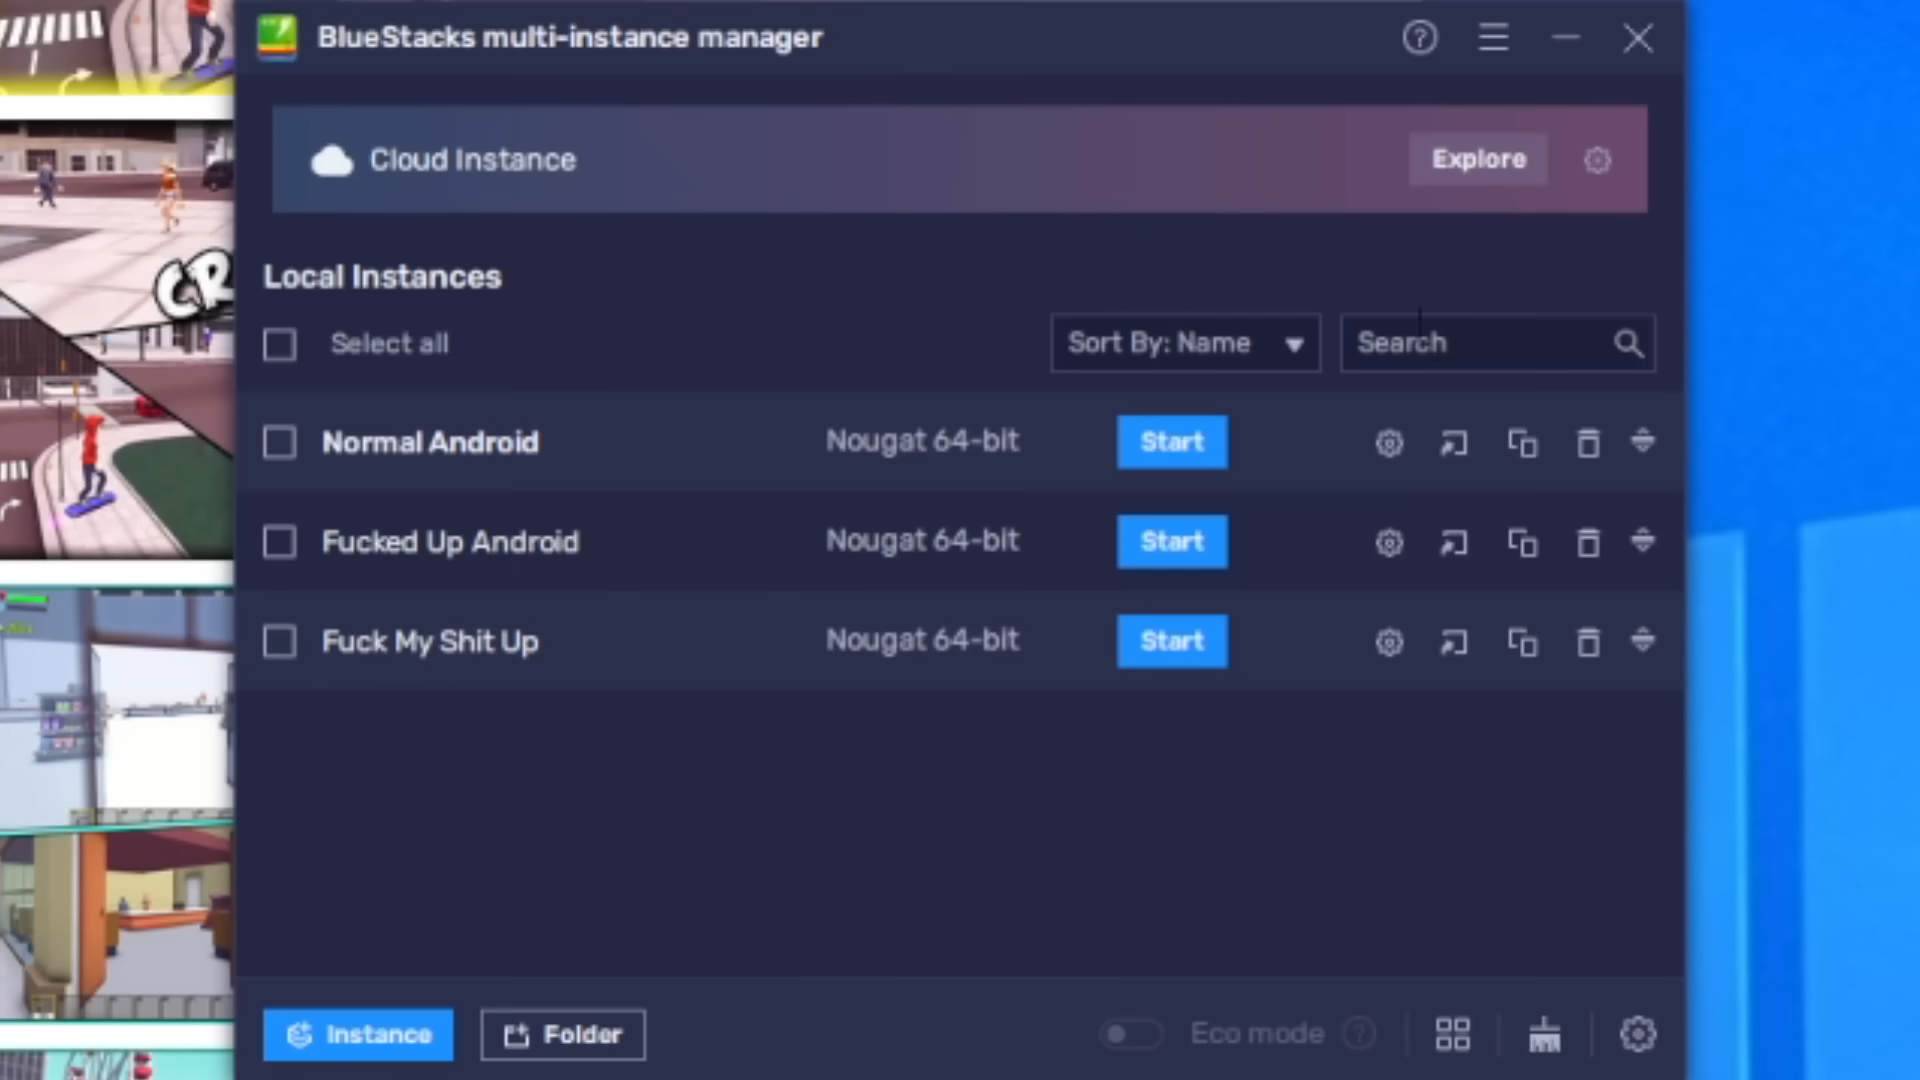 BlueStacks multi-instance manager
Cloud Instance
Explore
CR
Local Instances
Select all
Sort By: Name
Search
Normal Android
Nougat 64-bit
Start
Fucked Up Android
Nougat 64-bit
Start
Fuck My Shit Up
Nougat 64-bit
Start
Instance
Folder
Eco mode